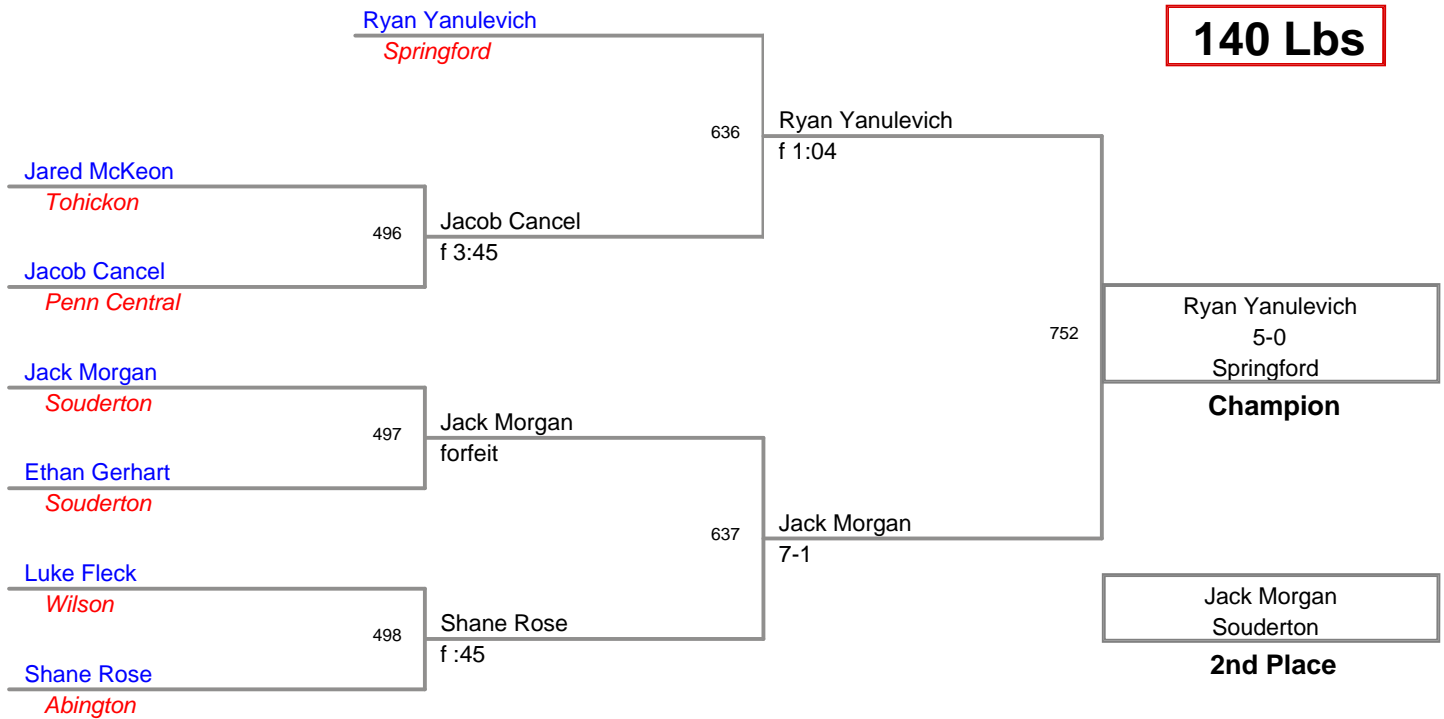 Ryan Yanulevich
Springford
140 Lbs
636
Ryan Yanulevich
f 1:04
Jared McKeon
Tohickon
496
Jacob Cancel
f 3:45
Jacob Cancel
Penn Central
752
Ryan Yanulevich
5-0
Springford
Champion
Jack Morgan
Souderton
497
Jack Morgan
forfeit
Ethan Gerhart
Souderton
637
Jack Morgan
7-1
Luke Fleck
Wilson
498
Shane Rose
f :45
Shane Rose
Abington
Jack Morgan
Souderton
2nd Place